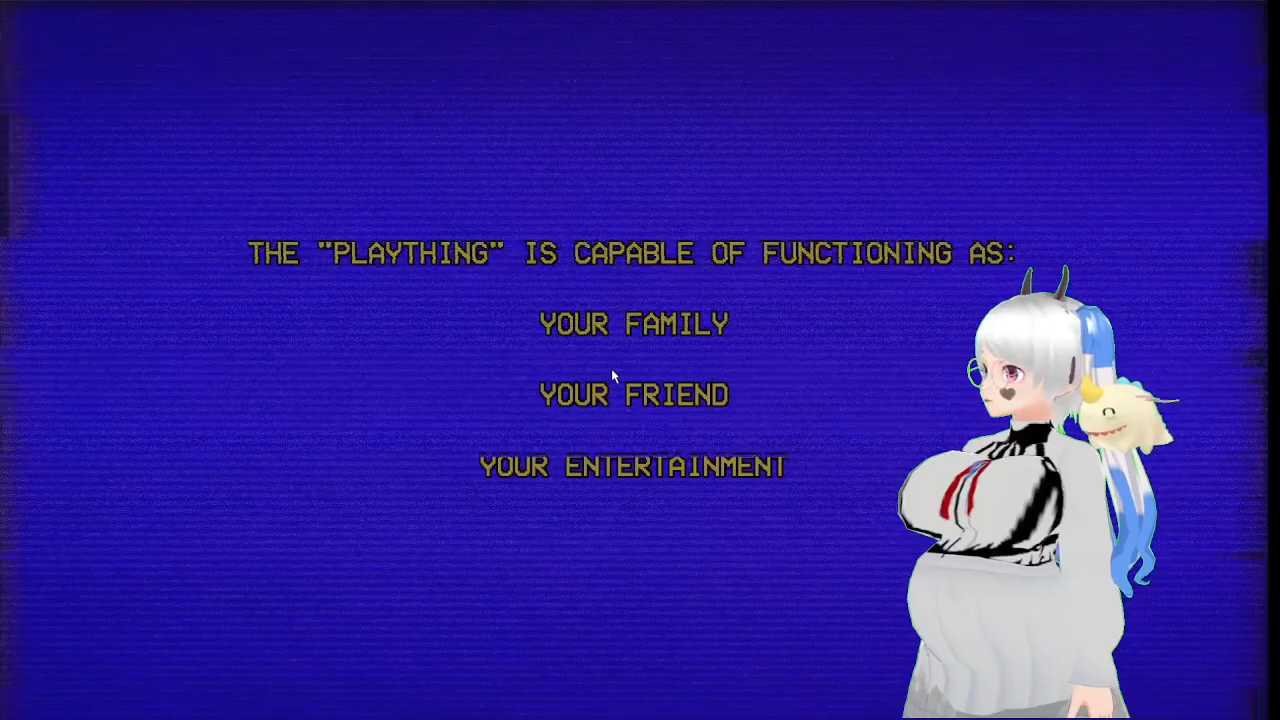 THE "PLAYTHING" IS CAPABLE OF FUNCTIONING AS:
YOUR FAMILY
YOUR FRIEND
YOUR ENTERTAINMENT